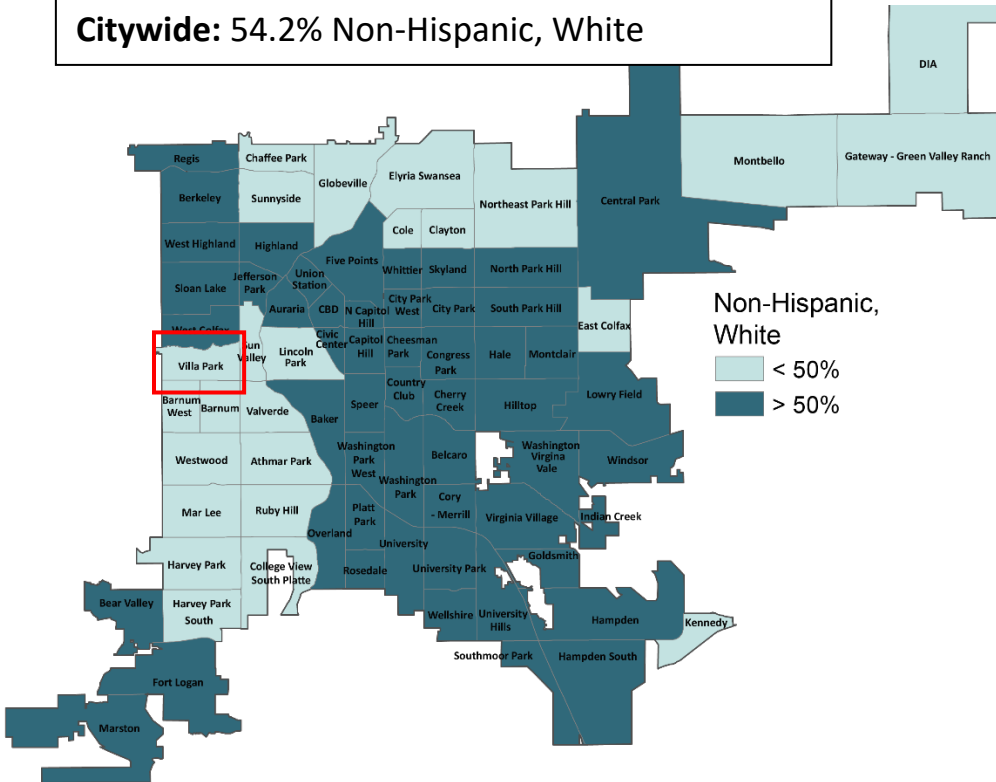 Citywide: 54.2% Non-Hispanic, White
DIA
Regis
Chaffee Park
Globeville
Elyria Swansea
Montbello
Gateway - Green Valley Ranch
Berkeley
Sunnyside
Northeast Park Hill
Central Park
Cole
Clayton
West Highland
Highland
Five Points
Whittier
Skyland
North Park Hill
Sloan Lake
Jefferson
Park
Union
Station
Auraria
CBD
N Capitol
Hill
City Park
West
City Park
South Park Hill
East Colfax
West Colfax
Sun
Valley
Lincoln
Park
Civic
Center
Capitol
Hill
Cheesman
Park
Congress
Park
Hale
Montclair
Villa Park
Country
Club
Cherry
Creek
Hilltop
Lowry Field
Barnum
West
Barnum
Valverde
Baker
Speer
Westwood
Athmar Park
Washington
Park
West
Washington
Park
Belcaro
Washington
Virgina
Vale
Windsor
Mar Lee
Ruby Hill
Platt
Park
Cory
- Merrill
Virginia Village
Indian Creek
Overland
University
Harvey Park
College View
South Platte
Rosedale
University Park
Goldsmith
Bear Valley
Harvey Park
South
Wellshire
University
Hills
Hampden
Kennedy
Southmoor Park
Hampden South
Fort Logan
Marston
Non-Hispanic,
White
< 50%
> 50%